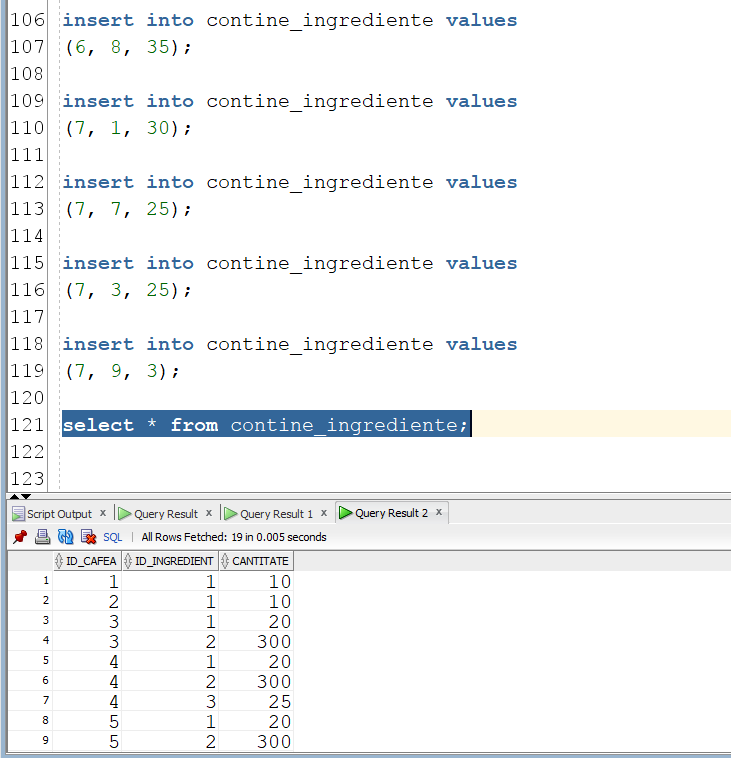 106 insert into contine_ingrediente values
107 (6, 8, 35);
108
109 insert into contine_ingrediente values
110 (7, 1, 30);
111
112 insert into contine_ingrediente values
113 (7, 7, 25);
114
115 insert into contine_ingrediente values
116 (7, 3, 25);
117
118 insert into contine_ingrediente values
119 (7, 9, 3);
120
121 select * from contine_ingrediente;
122
123
Script Output x Query Result x Query Result 1 x Query Result 2 x
SQL | All Rows Fetched: 19 in 0.005 seconds
ID_CAFEA ID_INGREDIENT CANTITATE
1 1 1 10
2 2 1 10
3 3 1 20
4 3 2 300
5 4 1 20
6 4 2 300
7 4 3 25
8 5 1 20
9 5 2 300